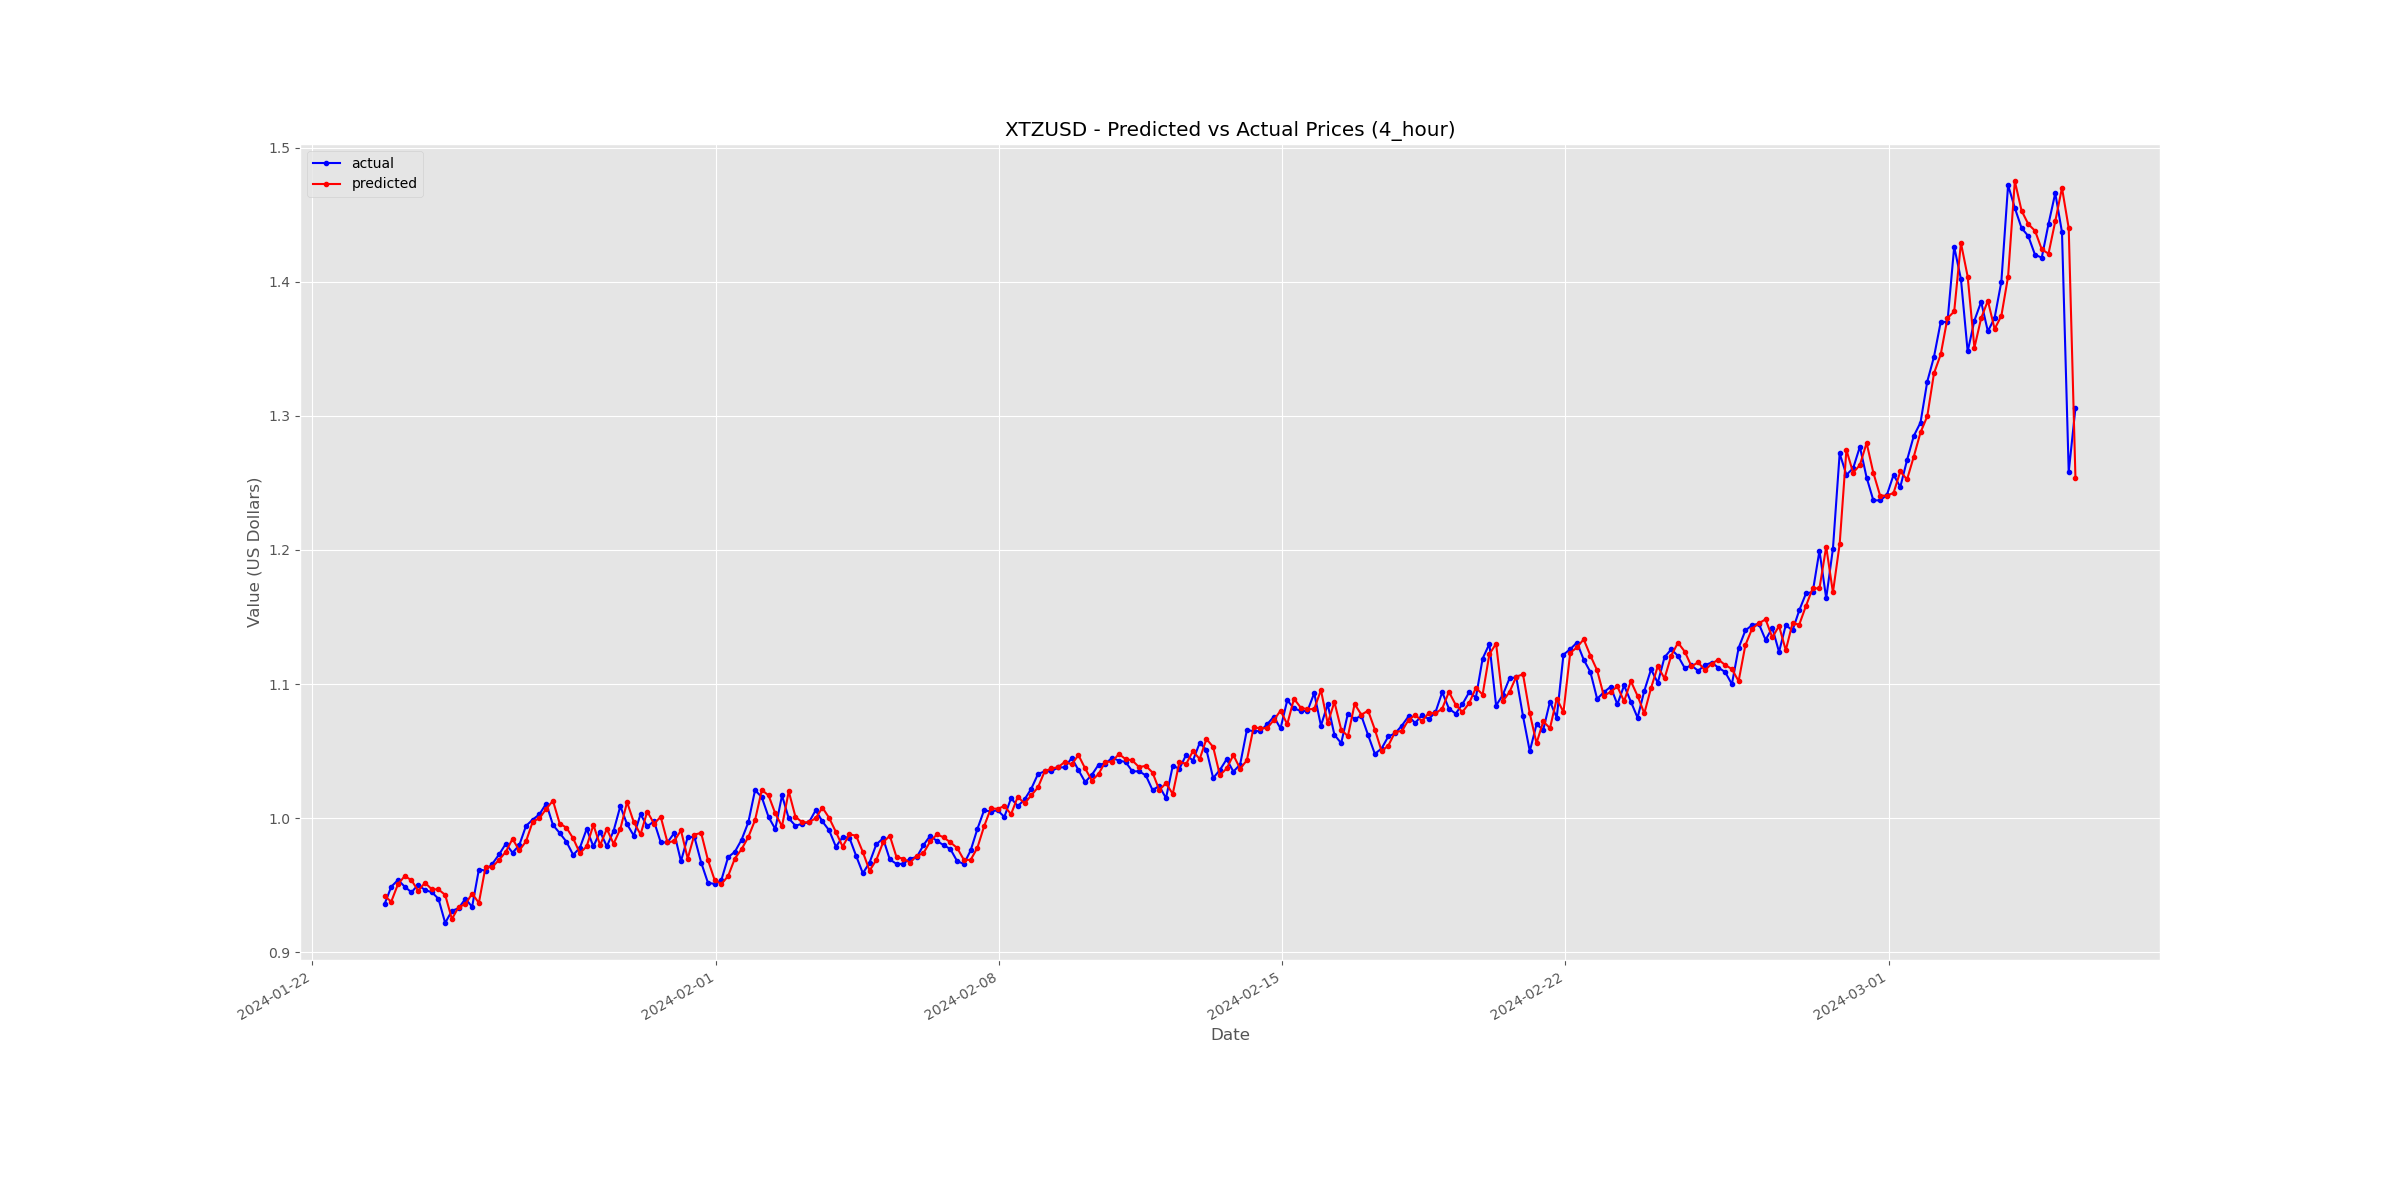 XTZUSD - Predicted vs Actual Prices (4_hour)
actual
predicted
1.5
1.4
1.3
1.2
1.1
1.0
0.9
Value (US Dollars)
2024-01-22
2024-02-01
2024-02-08
2024-02-15
2024-02-22
2024-03-01
Date